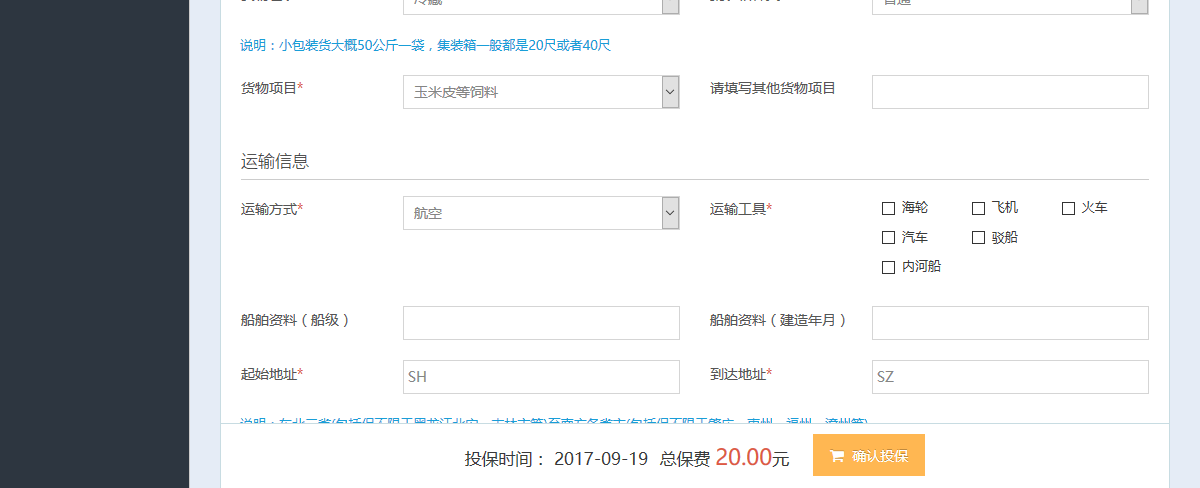 冷藏 普通
说明：小包装货大概50公斤一袋，集装箱一般都是20尺或者40尺
货物项目* 玉米皮等饲料 请填写其他货物项目
运输信息
运输方式* 航空 运输工具* 海轮 飞机 火车
汽车 驳船
内河船
船舶资料（船级） 船舶资料（建造年月）
起始地址* SH 到达地址* SZ
投保时间： 2017-09-19 总保费 20.00元 确认投保